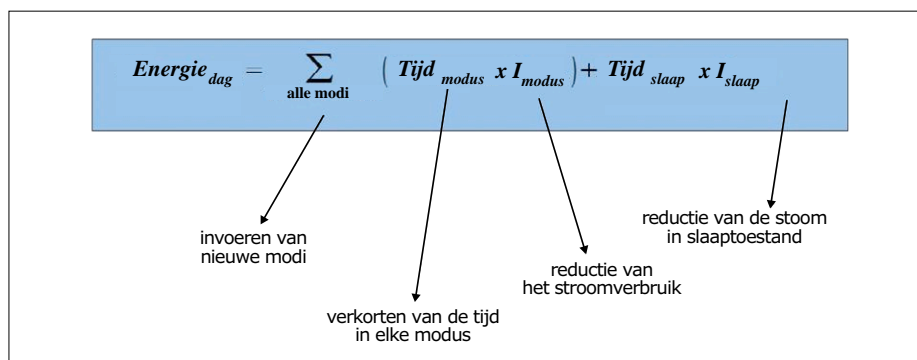 Energie dag = ∑ ( Tijd modus x I modus ) + Tijd slaap x I slaap
alle modi
invoeren van
nieuwe modi
verkorten van de tijd
in elke modus
reductie van
het stroomverbruik
reductie van de stoom
in slaaptoestand